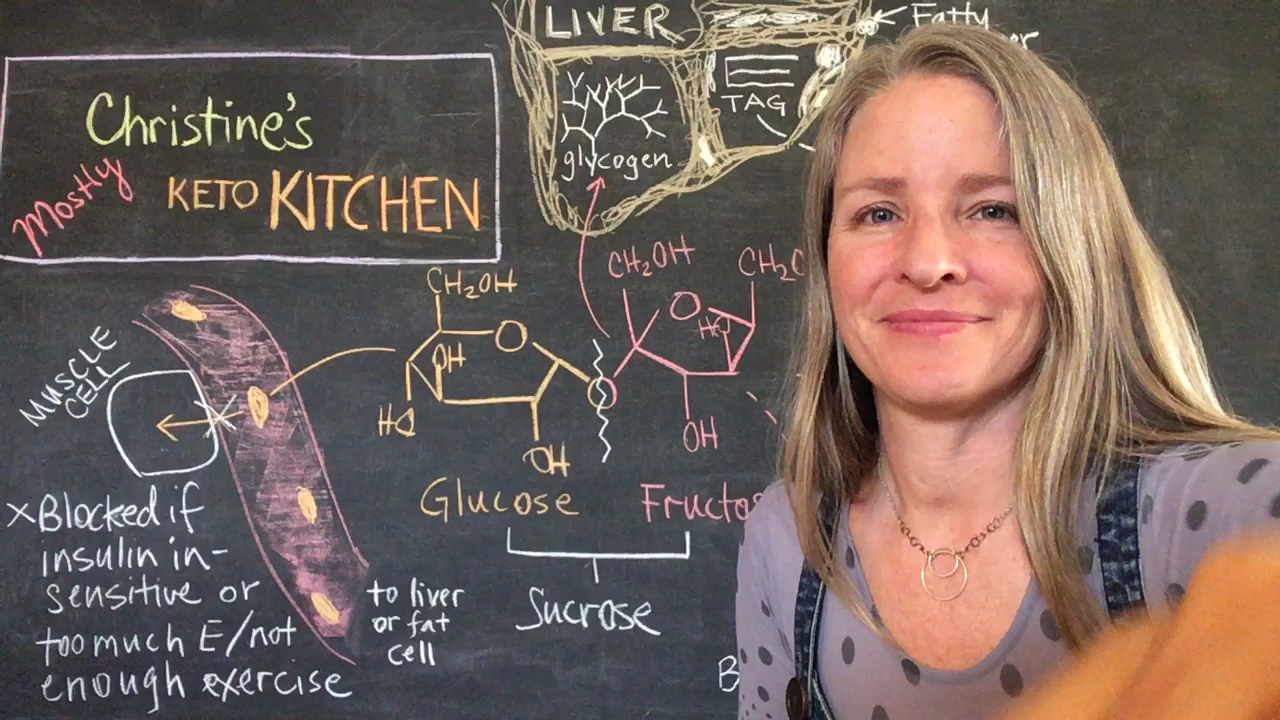 LIVER
Fatty
TAG
glycogen
Christine's
Mostly KETO KITCHEN
CH₂OH
CH₂OH
O
O
OH
HO
HO
OH
OH
Glucose
Sucrose
MUSCLE
CELL
×Blocked if
insulin in-
sensitive or
too much E/not
enough exercise
to liver
or fat
cell